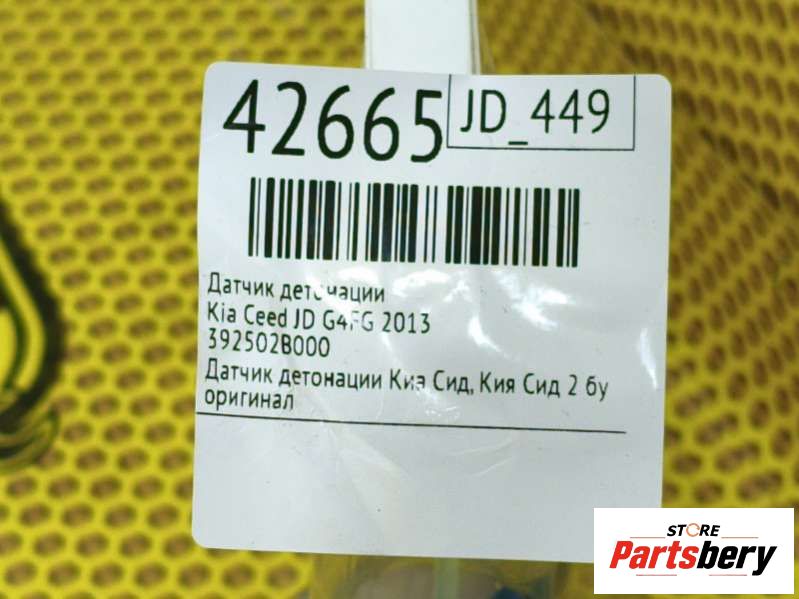 42665
JD_449
Датчик детонации
Kia Ceed JD G4FG 2013
392502B000
Датчик детонации Киа Сид, Кия Сид 2 бу
оригинал
STORE
Partsbery